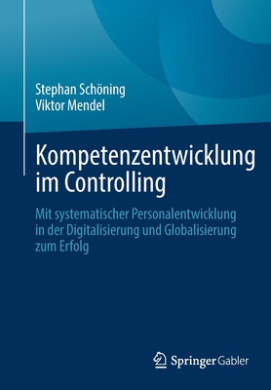 Stephan Schöning
Viktor Mendel
Kompetenzentwicklung
im Controlling
Mit systematischer Personalentwicklung
in der Digitalisierung und Globalisierung
zum Erfolg
Springer Gabler